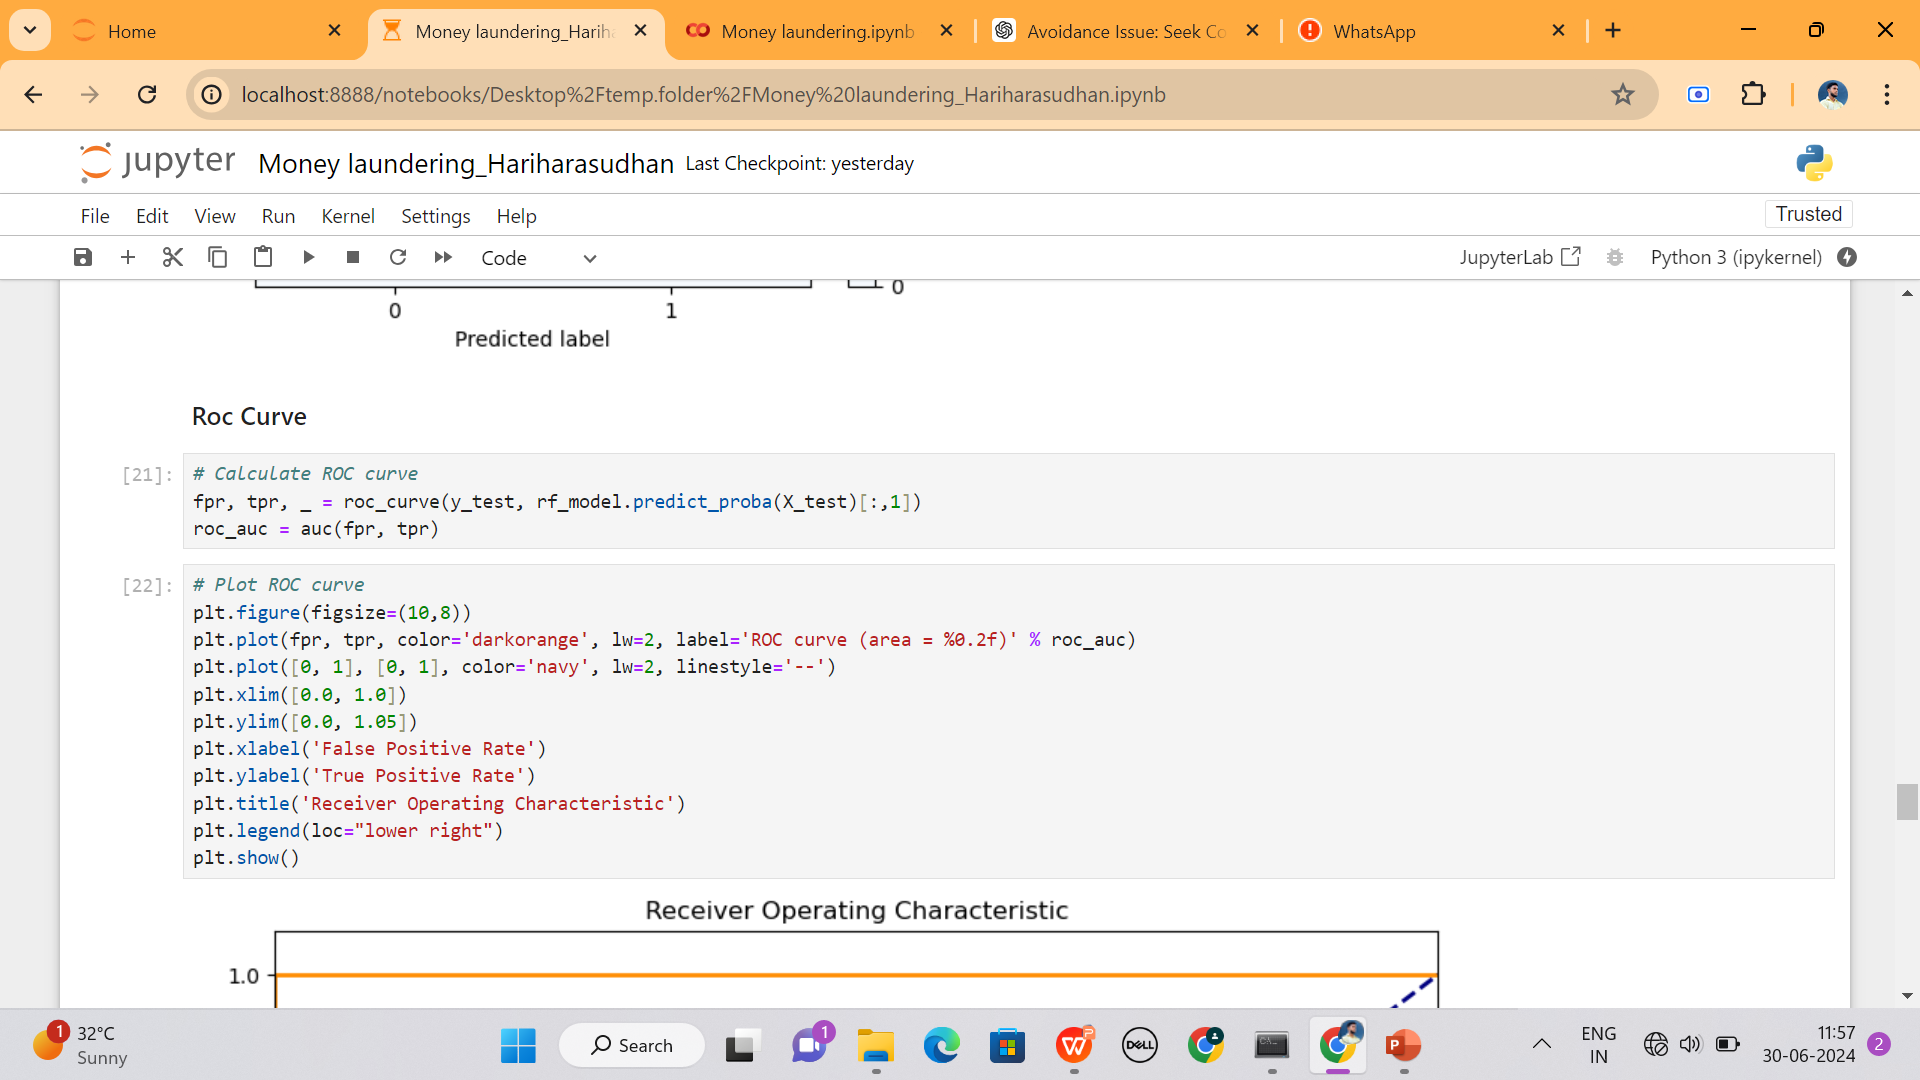 Home
Money laundering_Hariha
Money laundering.ipynb
Avoidance Issue: Seek Co
WhatsApp
localhost:8888/notebooks/Desktop%2Ftemp.folder%2FMoney%20laundering_Hariharasudhan.ipynb
jupyter
Money laundering_Hariharasudhan Last Checkpoint: yesterday
File Edit View Run Kernel Settings Help
Trusted
Code
JupyterLab
Python 3 (ipykernel)
0
0 1
Predicted label
Roc Curve
[21]:
# Calculate ROC curve
fpr, tpr, _ = roc_curve(y_test, rf_model.predict_proba(X_test)[:,1])
roc_auc = auc(fpr, tpr)
[22]:
# Plot ROC curve
plt.figure(figsize=(10,8))
plt.plot(fpr, tpr, color='darkorange', lw=2, label='ROC curve (area = %0.2f)' % roc_auc)
plt.plot([0, 1], [0, 1], color='navy', lw=2, linestyle='--')
plt.xlim([0.0, 1.0])
plt.ylim([0.0, 1.05])
plt.xlabel('False Positive Rate')
plt.ylabel('True Positive Rate')
plt.title('Receiver Operating Characteristic')
plt.legend(loc="lower right")
plt.show()
Receiver Operating Characteristic
1.0
1
32°C
Sunny
Search
1
DELL
ENG
IN
11:57
30-06-2024
2